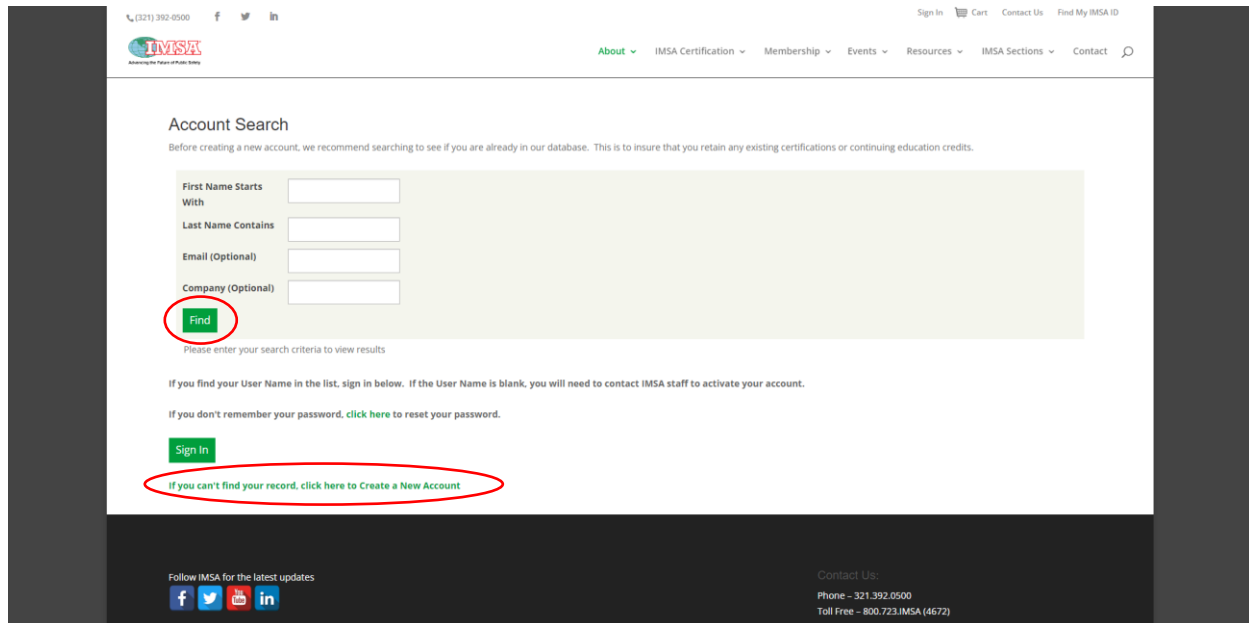 (321) 392-0500
Sign In Cart Contact Us Find My IMSA ID
IMSA
Advancing the Future of Public Safety
About IMSA Certification Membership Events Resources IMSA Sections Contact
Account Search
Before creating a new account, we recommend searching to see if you are already in our database. This is to insure that you retain any existing certifications or continuing education credits.
First Name Starts
With
Last Name Contains
Email (Optional)
Company (Optional)
Find
Please enter your search criteria to view results
If you find your User Name in the list, sign in below. If the User Name is blank, you will need to contact IMSA staff to activate your account.
If you don't remember your password, click here to reset your password.
Sign In
If you can't find your record, click here to Create a New Account
Follow IMSA for the latest updates
You Tube
Contact Us:
Phone – 321.392.0500
Toll Free – 800.723.IMSA (4672)